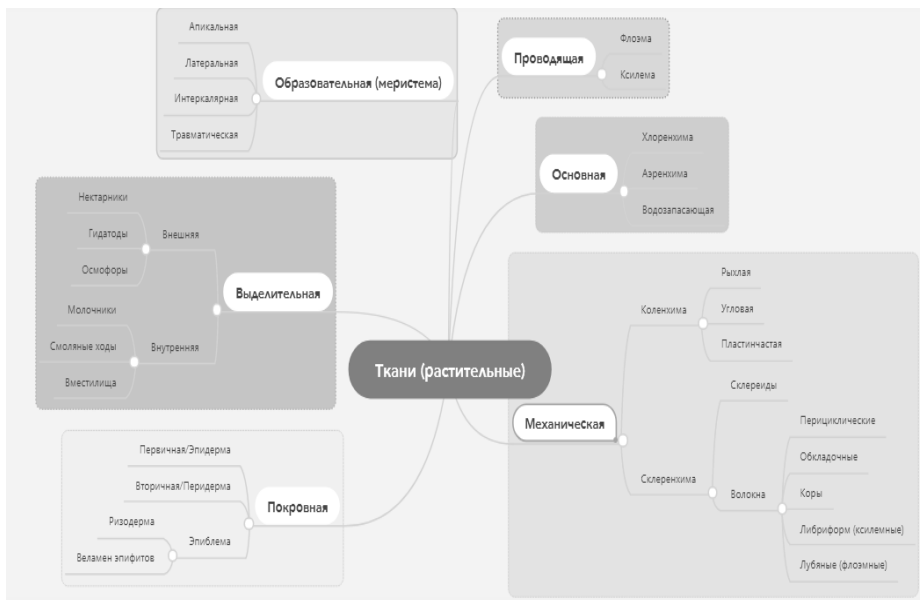 Апикальная
Латеральная
Интеркалярная
Травматическая
Образовательная (меристема)
Проводящая
Флоэма
Ксилема
Основная
Хлоренхима
Аэренхима
Водозапасающая
Нектарники
Гидатоды
Осмофоры
Внешняя
Молочники
Смоляные ходы
Вместилища
Внутренняя
Выделительная
Ткани (растительные)
Механическая
Коленхима
Рыхлая
Угловая
Пластинчастая
Склеренхима
Склереиды
Волокна
Перициклические
Обкладочные
Коры
Либриформ (ксилемные)
Лубяные (флоэмные)
Первичная/Эпидерма
Вторичная/Перидерма
Ризодерма
Веламен эпифитов
Эпиблема
Покровная